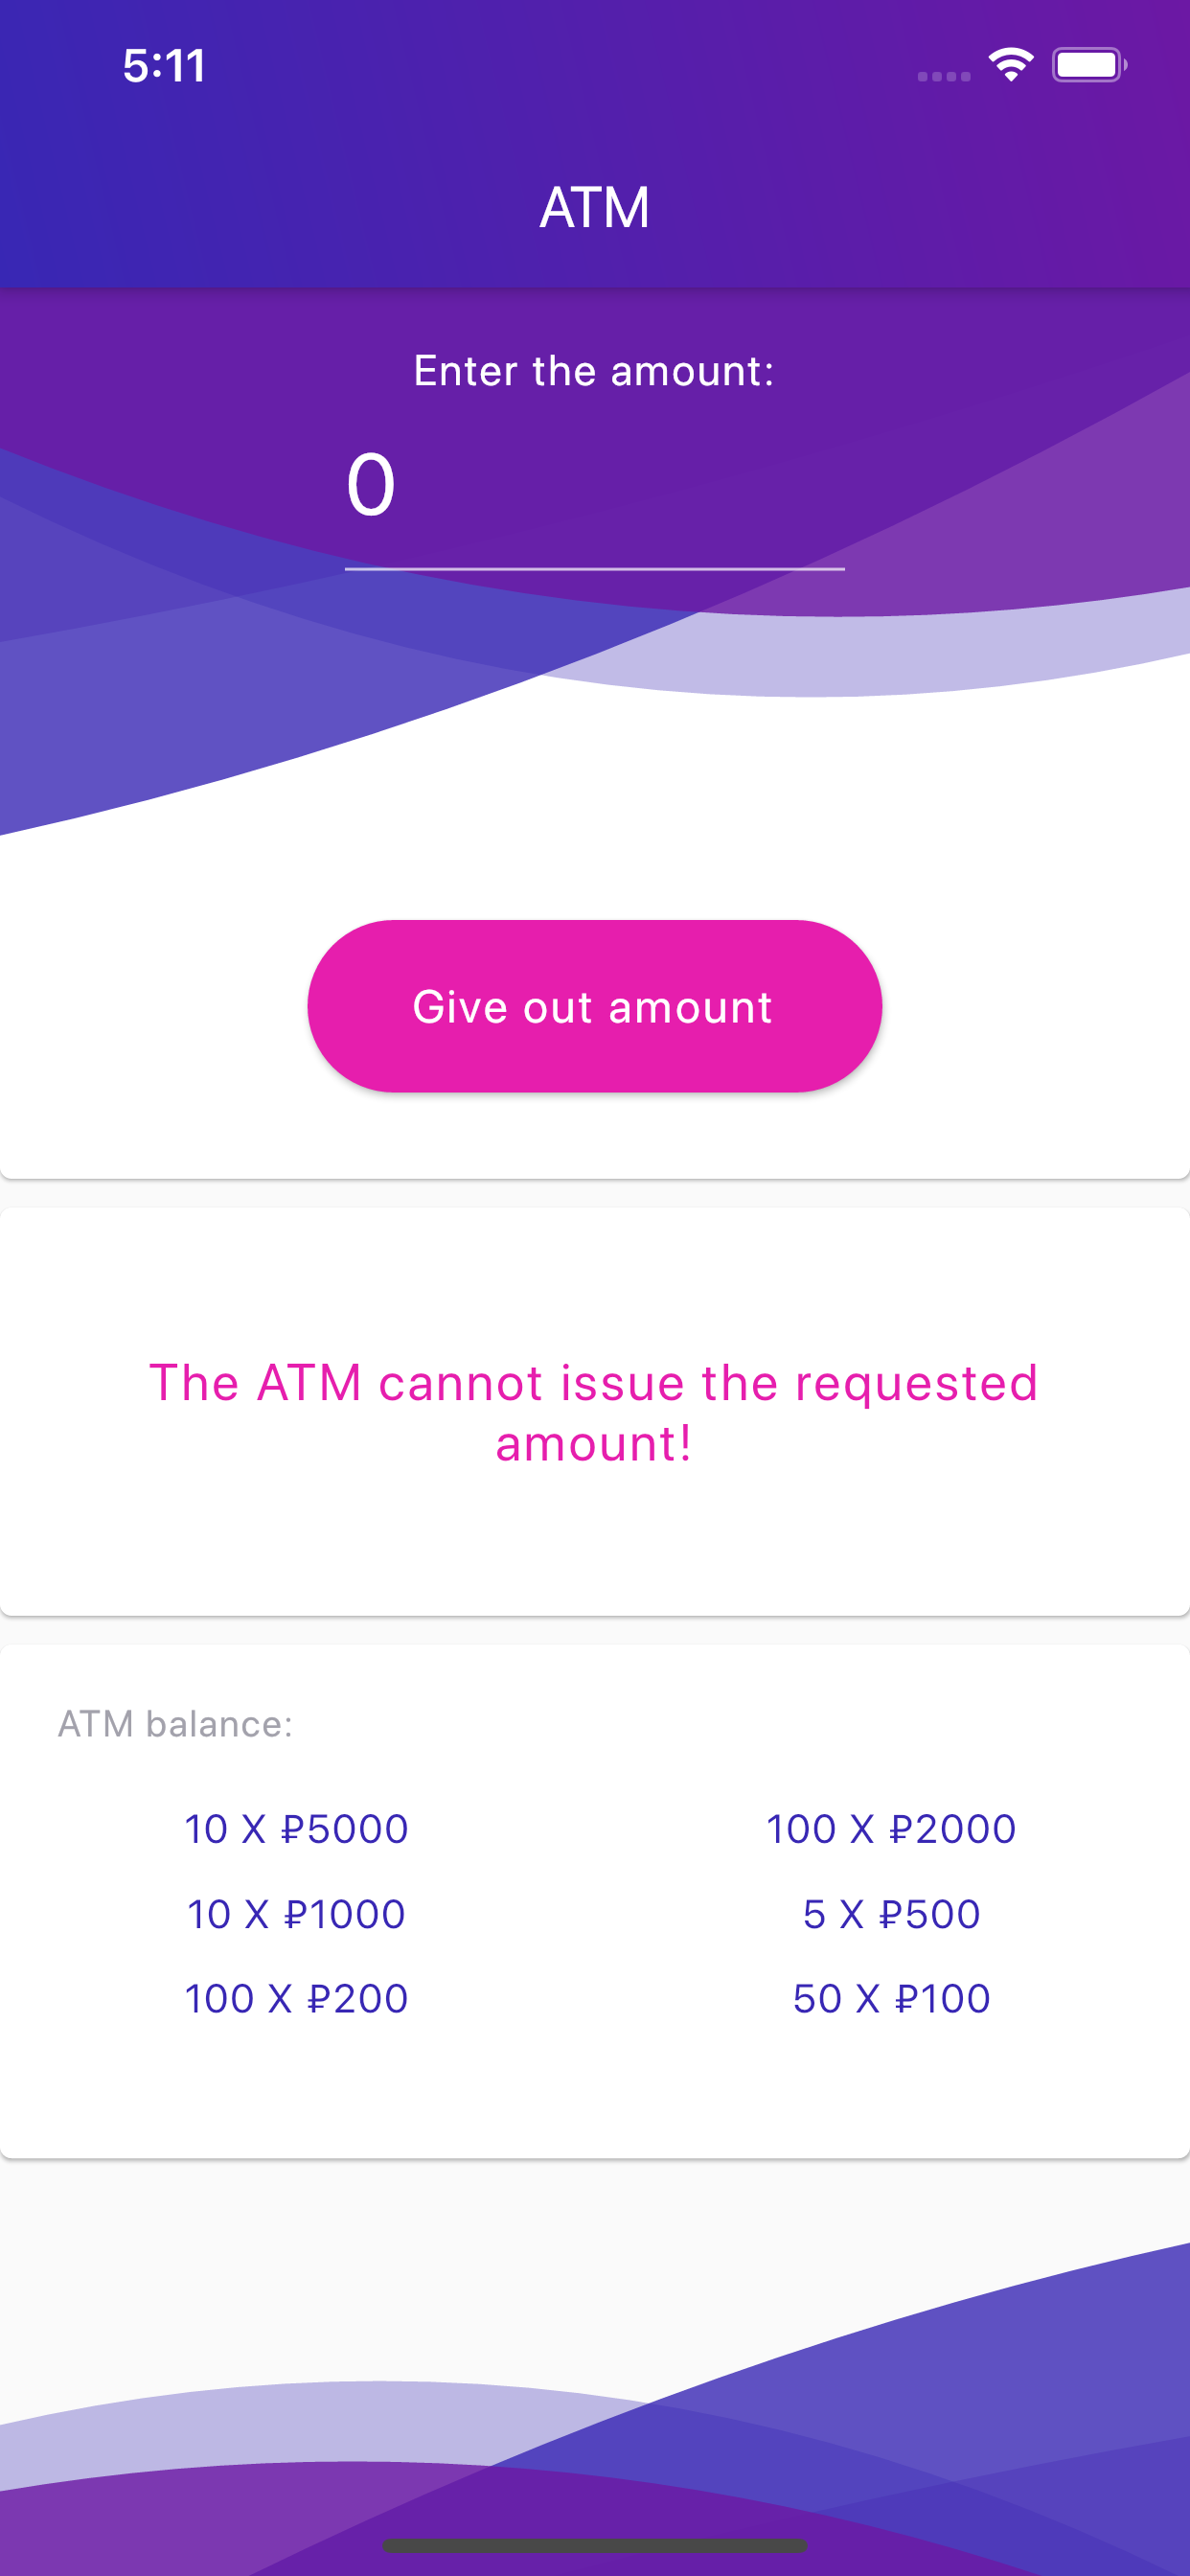 5:11
ATM
Enter the amount:
0
Give out amount
The ATM cannot issue the requested
amount!
ATM balance:
10 X ₽5000
100 X ₽2000
10 X ₽1000
5 X ₽500
100 X ₽200
50 X ₽100